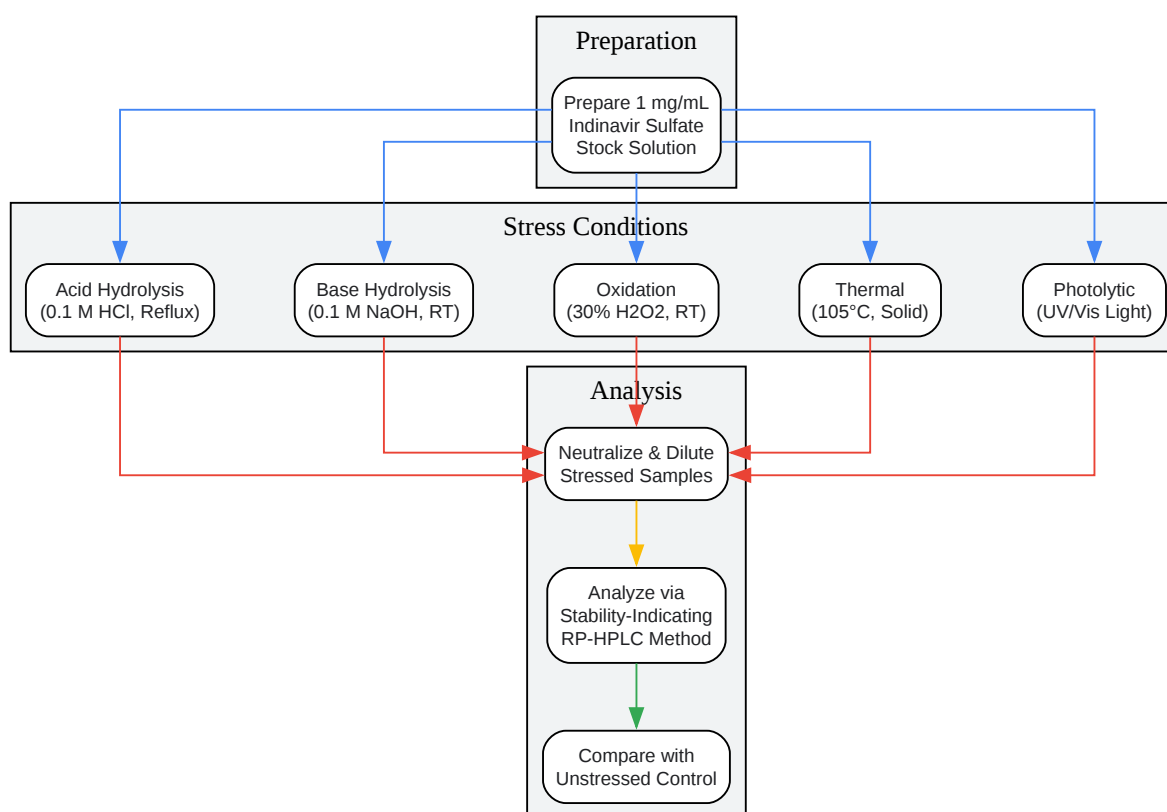 Preparation
Prepare 1 mg/mL
Indinavir Sulfate
Stock Solution
Stress Conditions
Acid Hydrolysis
(0.1 M HCl, Reflux)
Base Hydrolysis
(0.1 M NaOH, RT)
Oxidation
(30% H2O2, RT)
Thermal
(105°C, Solid)
Photolytic
(UV/Vis Light)
Analysis
Neutralize & Dilute
Stressed Samples
Analyze via
Stability-Indicating
RP-HPLC Method
Compare with
Unstressed Control